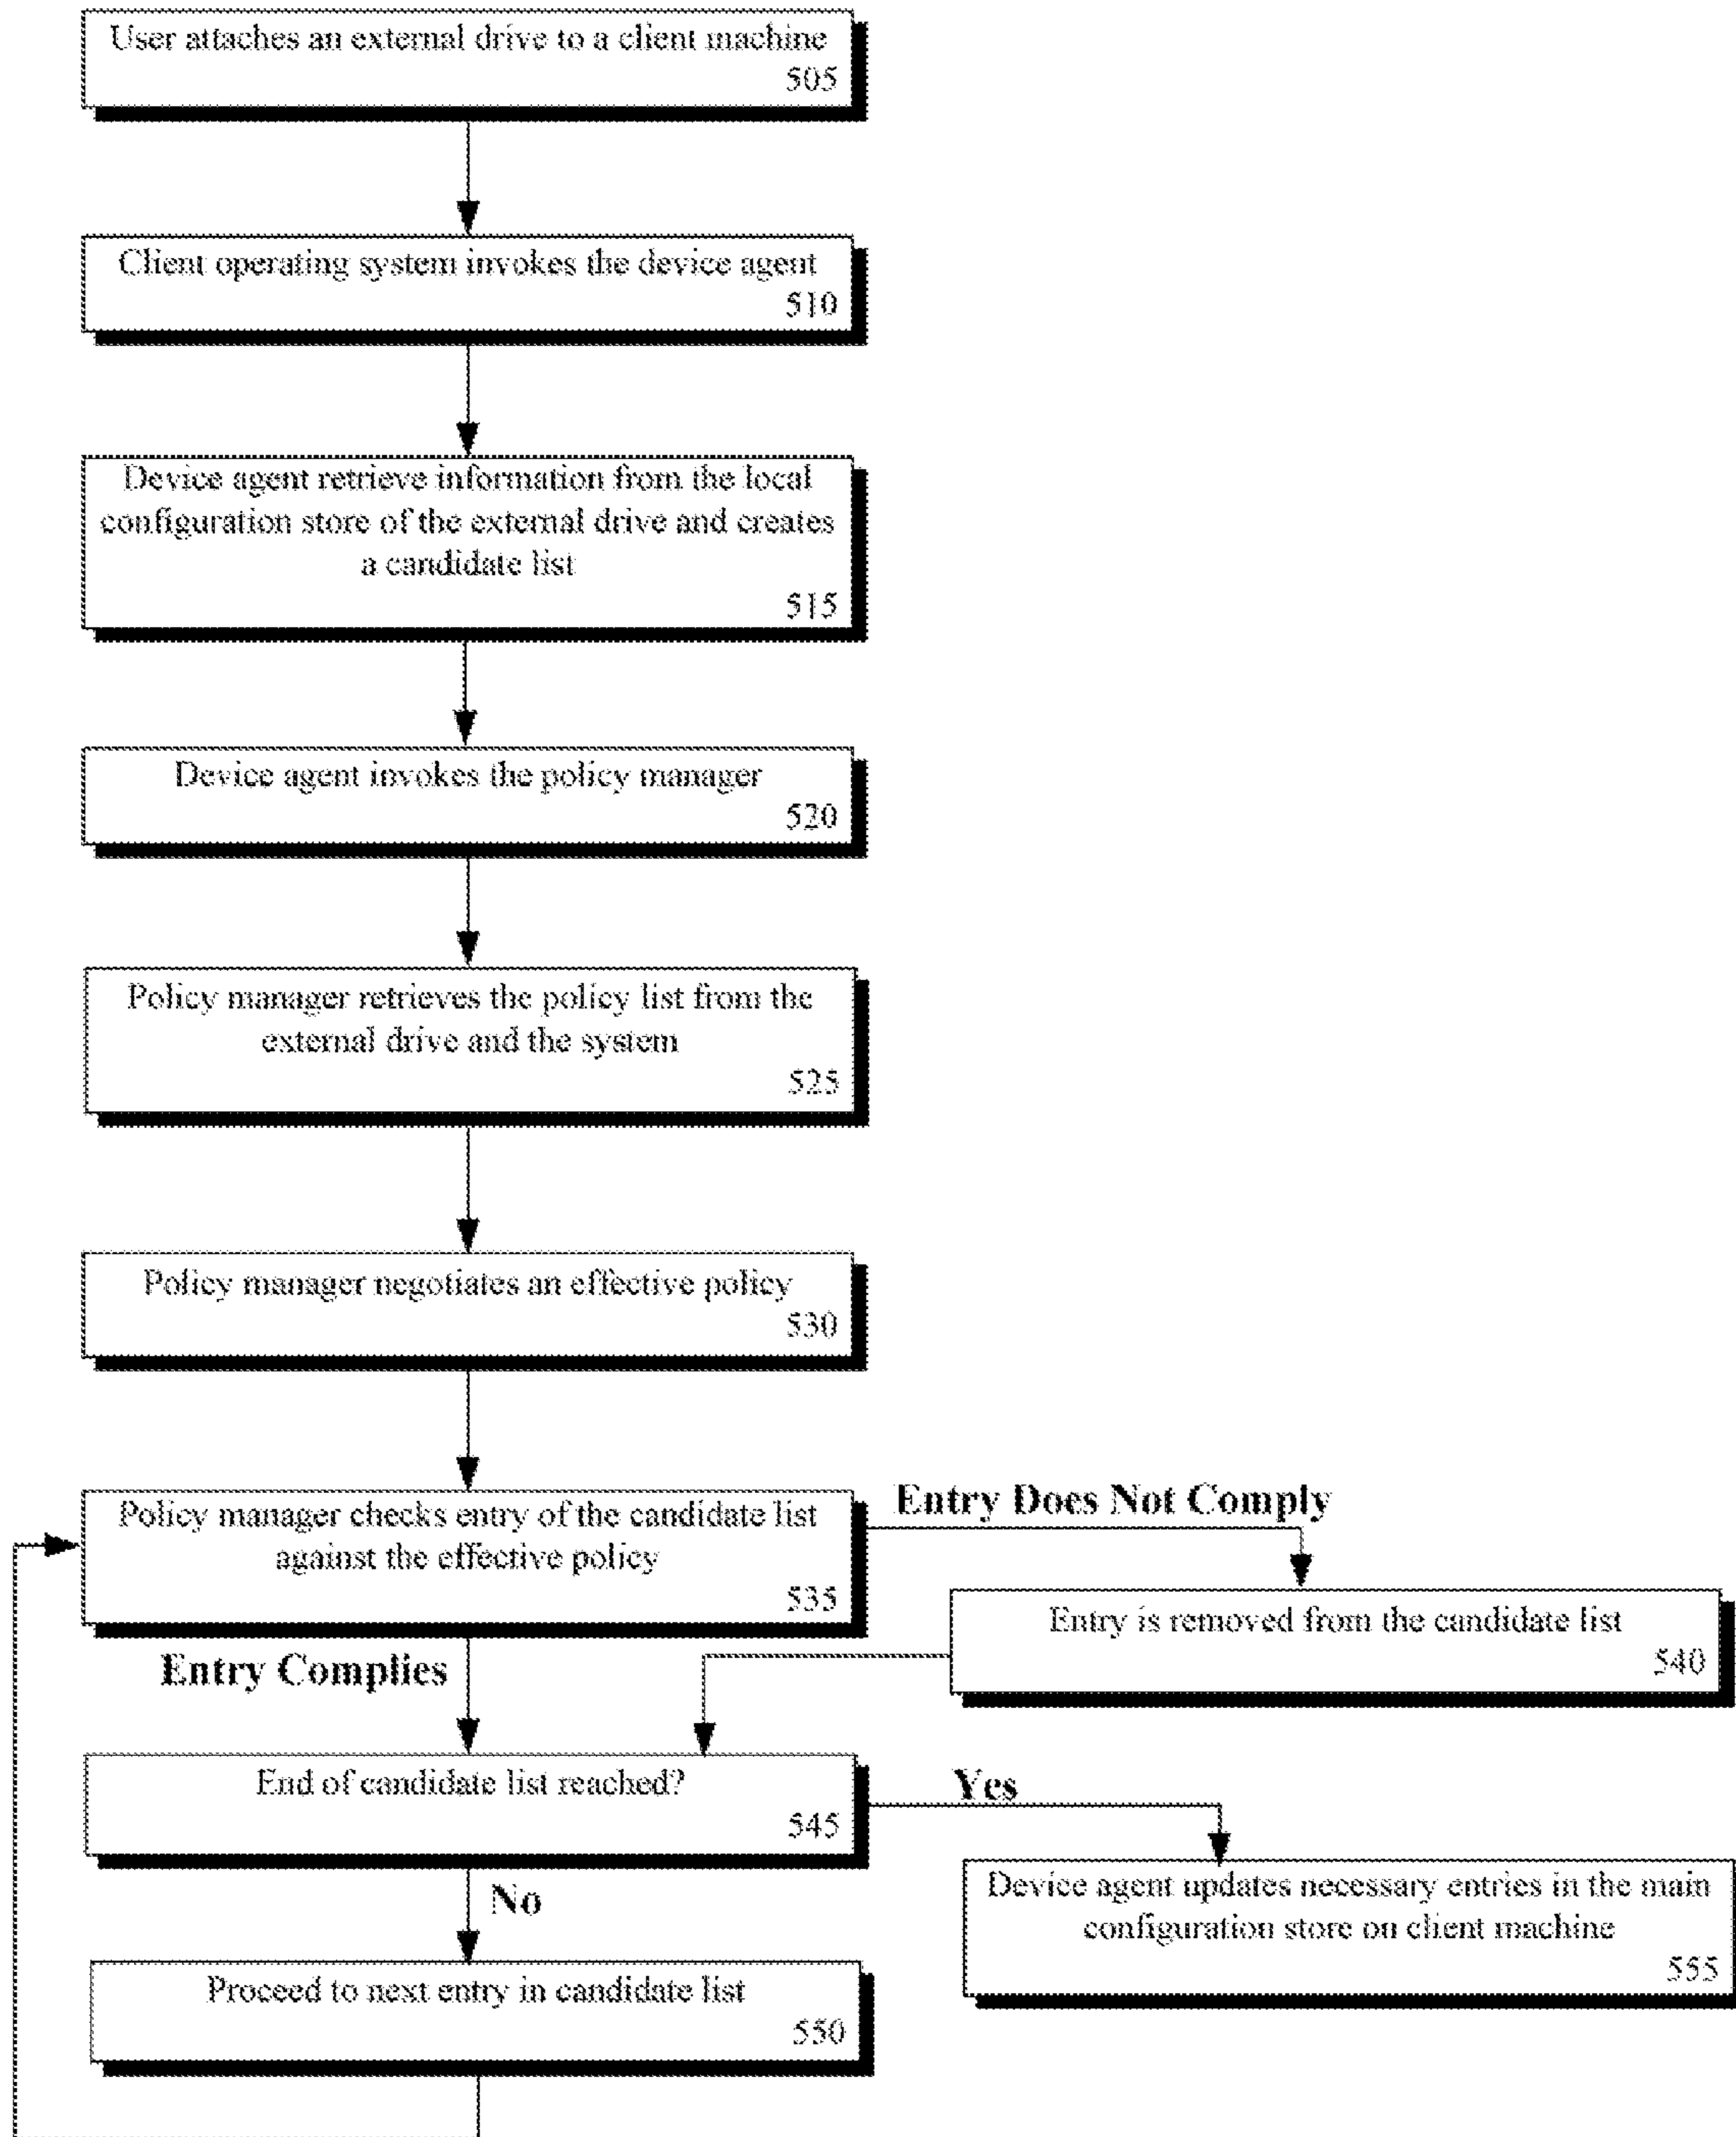 User attaches an external drive to a client machine
505
Client operating system invokes the device agent
510
Device agent retrieve information from the local
configuration store of the external drive and creates
a candidate list
515
Device agent invokes the policy manager
520
Policy manager retrieves the policy list from the
external drive and the system
525
Policy manager negotiates an effective policy
530
Policy manager checks entry of the candidate list
against the effective policy
535
Entry Does Not Comply
Entry is removed from the candidate list
540
Entry Complies
End of candidate list reached?
545
Yes
No
Device agent updates necessary entries in the main
configuration store on client machine
555
Proceed to next entry in candidate list
550